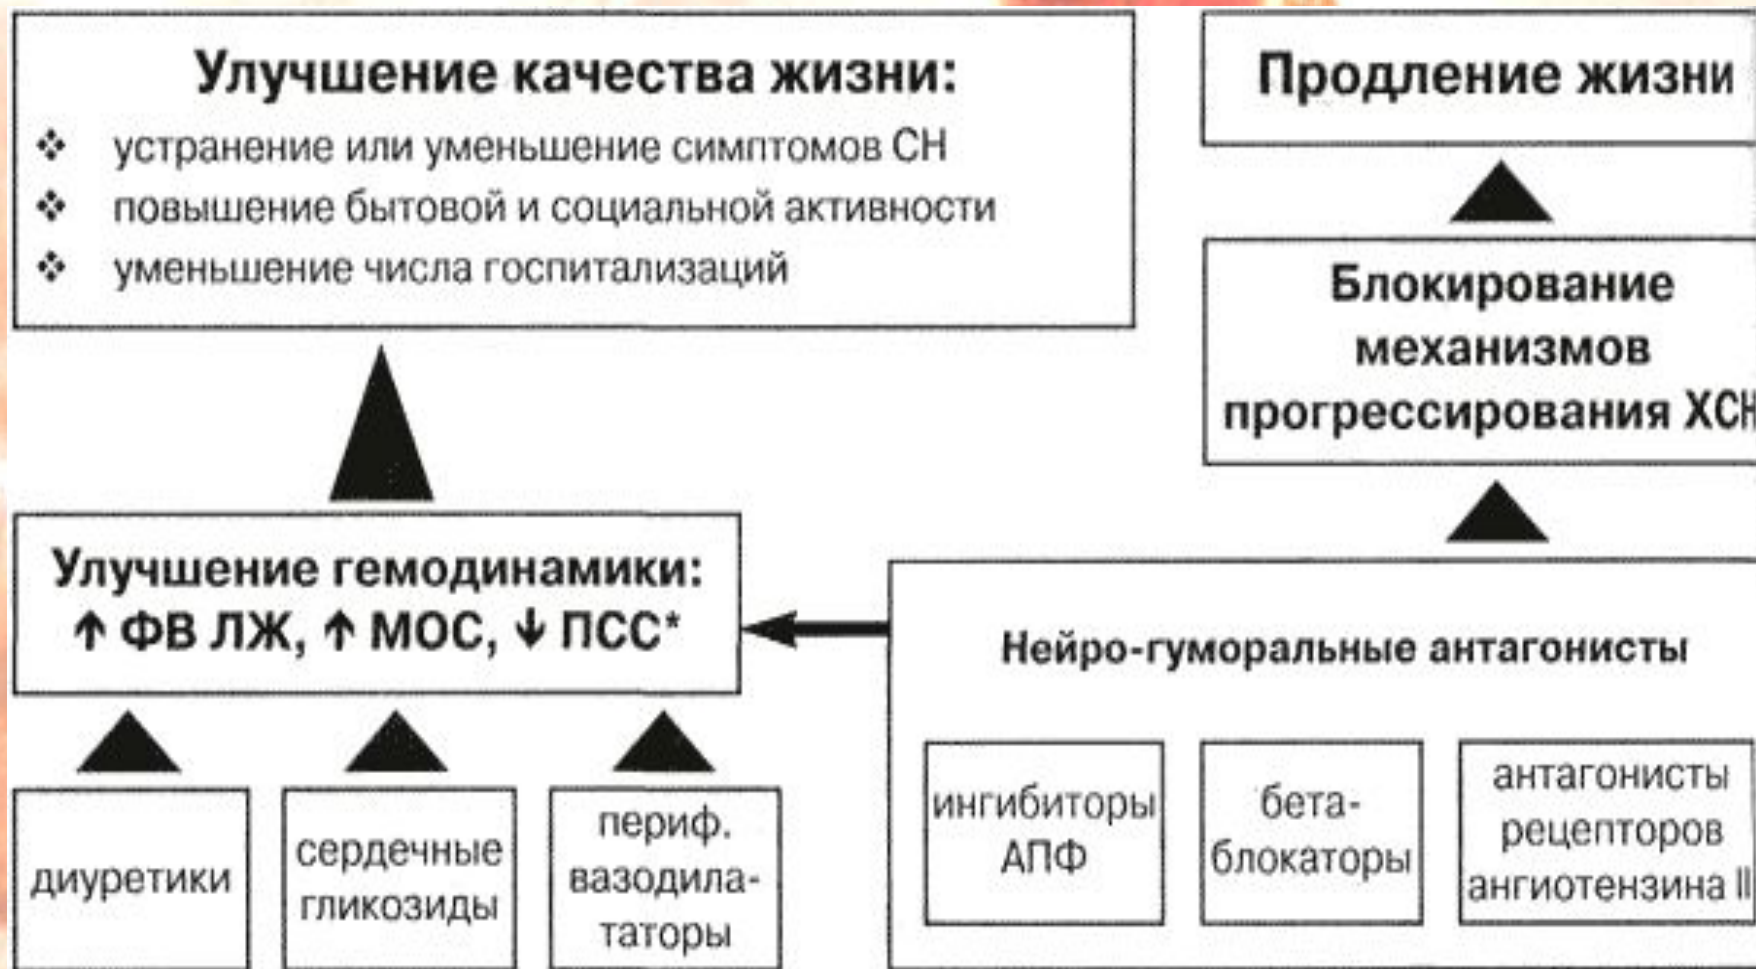 Улучшение качества жизни:
❖ устранение или уменьшение симптомов СН
❖ повышение бытовой и социальной активности
❖ уменьшение числа госпитализаций
Продление жизни
Блокирование
механизмов
прогрессирования ХСН
Улучшение гемодинамики:
↑ ФВ ЛЖ, ↑ МОС, ↓ ПСС*
Нейро-гуморальные антагонисты
диуретики
сердечные
гликозиды
периф.
вазодила-
таторы
ингибиторы
АПФ
бета-
блокаторы
антагонисты
рецепторов
ангиотензина II